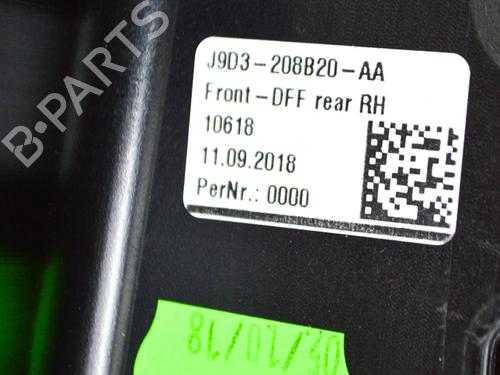 J9D3-208B20-AA
Front-DFF rear RH
10618
11.09.2018
PerNr.: 0000
B-PARTS
05/10/18